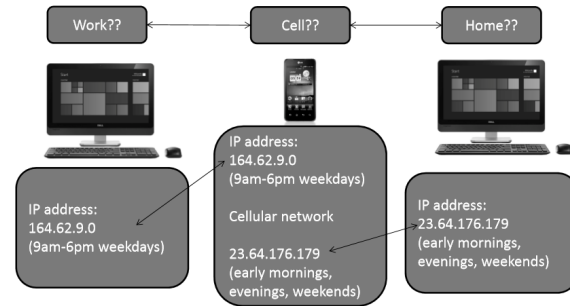 Work??
Cell??
Home??
IP address:
164.62.9.0
(9am-6pm weekdays)
IP address:
164.62.9.0
(9am-6pm weekdays)
Cellular network
23.64.176.179
(early mornings,
evenings, weekends)
IP address:
23.64.176.179
(early mornings,
evenings, weekends)